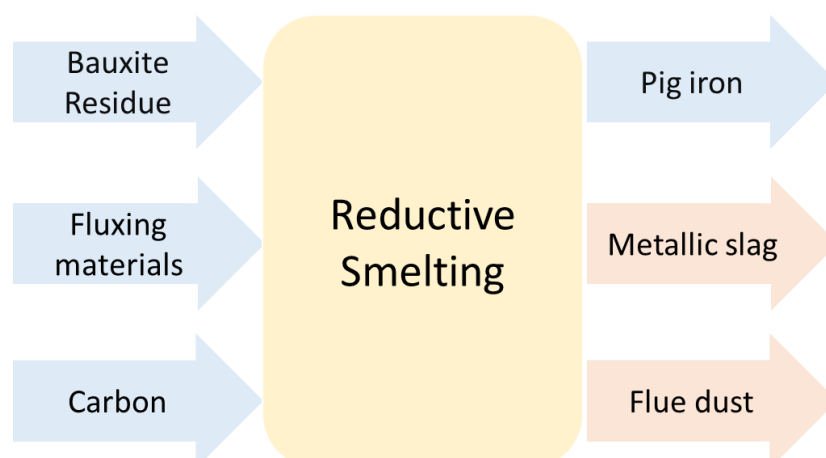 Bauxite
Residue
Fluxing
materials
Carbon
Reductive
Smelting
Pig iron
Metallic slag
Flue dust